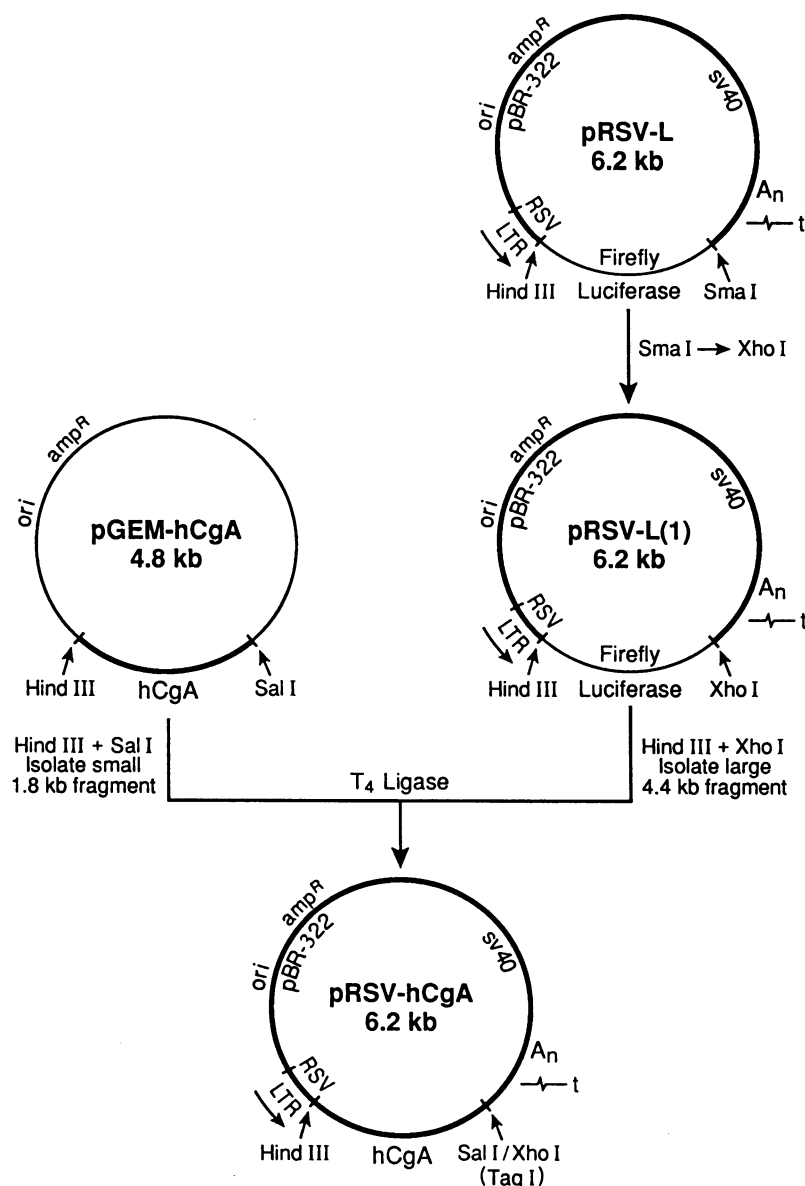 ampR
ori
pBR-322
sv40
pRSV-L
6.2 kb
An
t
RSV
LTR
Hind III
Firefly
Luciferase
Sma I
Sma I → Xho I
ampR
ori
pGEM-hCgA
4.8 kb
Hind III
hCgA
Sal I
ampR
ori
pBR-322
sv40
pRSV-L(1)
6.2 kb
An
t
RSV
LTR
Hind III
Firefly
Luciferase
Xho I
Hind III + Sal I
Isolate small
1.8 kb fragment
T4 Ligase
Hind III + Xho I
Isolate large
4.4 kb fragment
ampR
ori
pBR-322
sv40
pRSV-hCgA
6.2 kb
An
t
RSV
LTR
Hind III
hCgA
Sal I / Xho I
(Taq I)